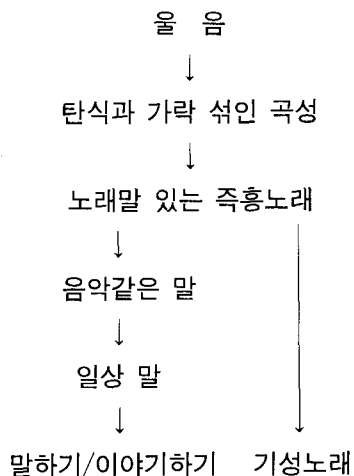 울 음
탄식과 가락 섞인 곡성
노래말 있는 즉흥노래
음악같은 말
일상 말
말하기/이야기하기 기성노래